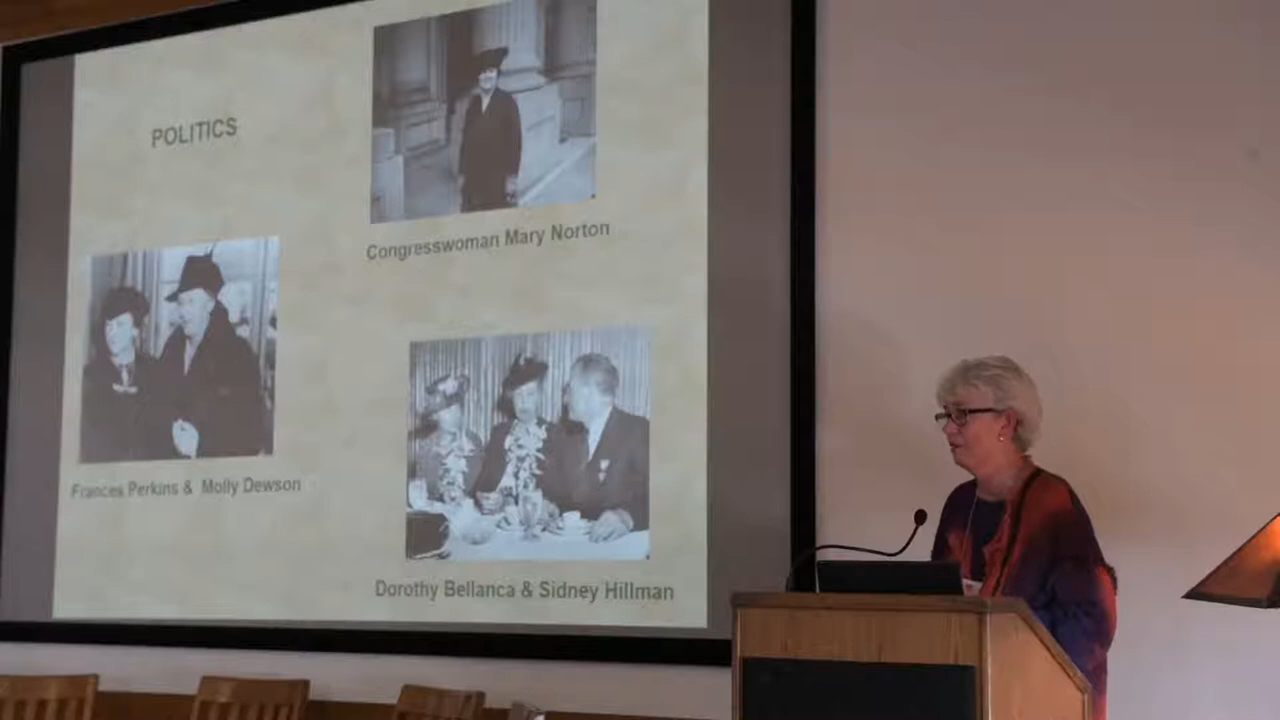 POLITICS
Congresswoman Mary Norton
Frances Perkins & Molly Dewson
Dorothy Bellanca & Sidney Hillman